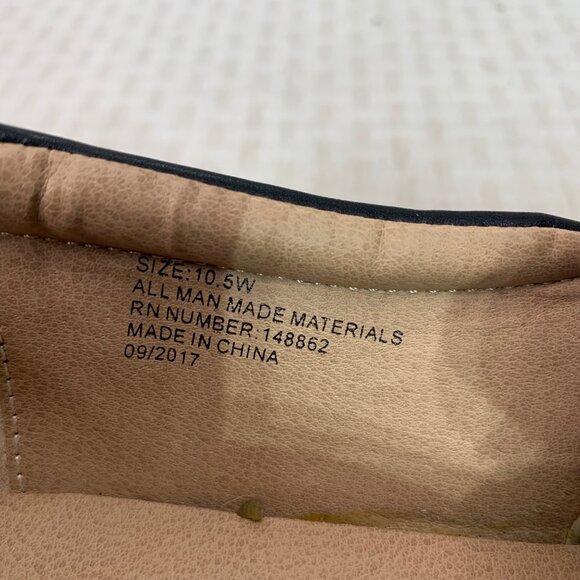 SIZE:10.5W
ALL MAN MADE MATERIALS
RN NUMBER:148862
MADE IN CHINA
09/2017